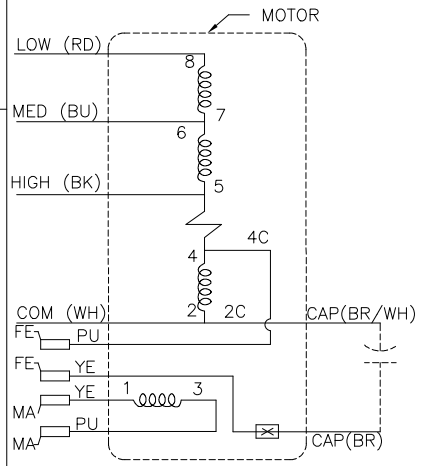 MOTOR
LOW (RD)
8
7
MED (BU)
6
HIGH (BK)
5
4C
4
COM (WH)
2
2C
CAP(BR/WH)
FE
PU
FE
YE
YE
1
3
MA
PU
MA
CAP(BR)